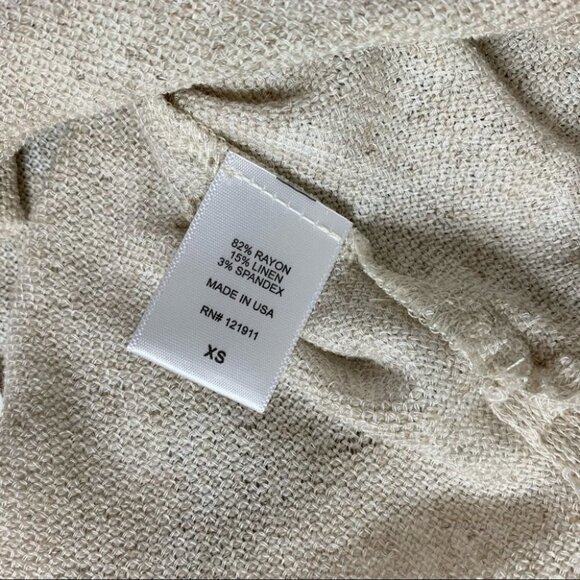 82% RAYON
15% LINEN
3% SPANDEX
MADE IN USA
RN# 121911
XS